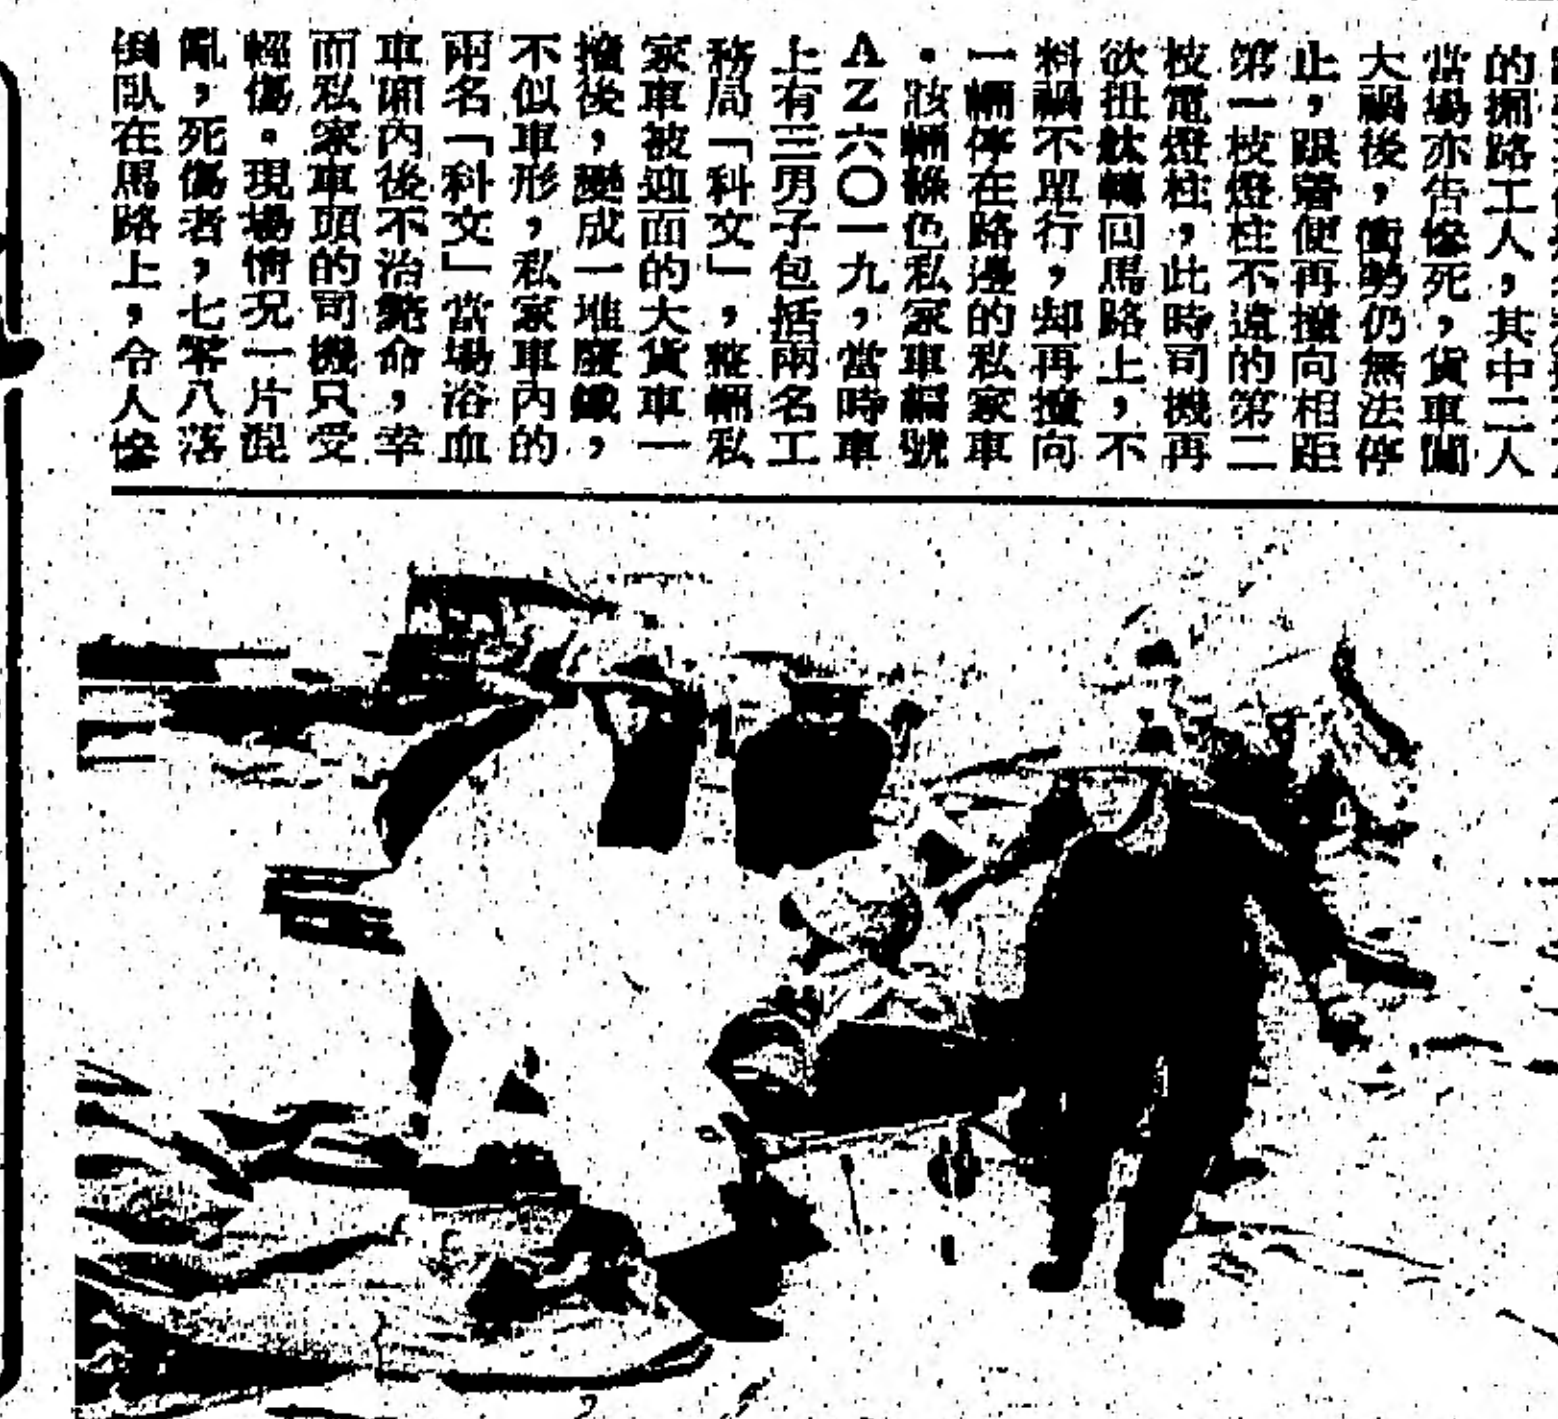 的掘路工人，其中二人
當場亦告慘死，貨車闖
大禍後，衝勢仍無法停
止，跟着便再撞向相距
第一枝燈柱不遠的第二
枝電燈柱，此時司機再
欲扭軚轉回馬路上，不
料禍不單行，却再撞向
一輛停在路邊的私家車
。該輛綠色私家車編號
AZ六〇一九，當時車
上有三男子包括兩名工
務局「科文」，整輛私
家車被迎面的大貨車一
撞後，變成一堆廢鐵，
不似車形，私家車內的
兩名「科文」當場浴血
車廂內後不治斃命，幸
而私家車頭的司機只受
輕傷。現場情況一片混
亂，死傷者，七零八落
倒臥在馬路上，令人慘